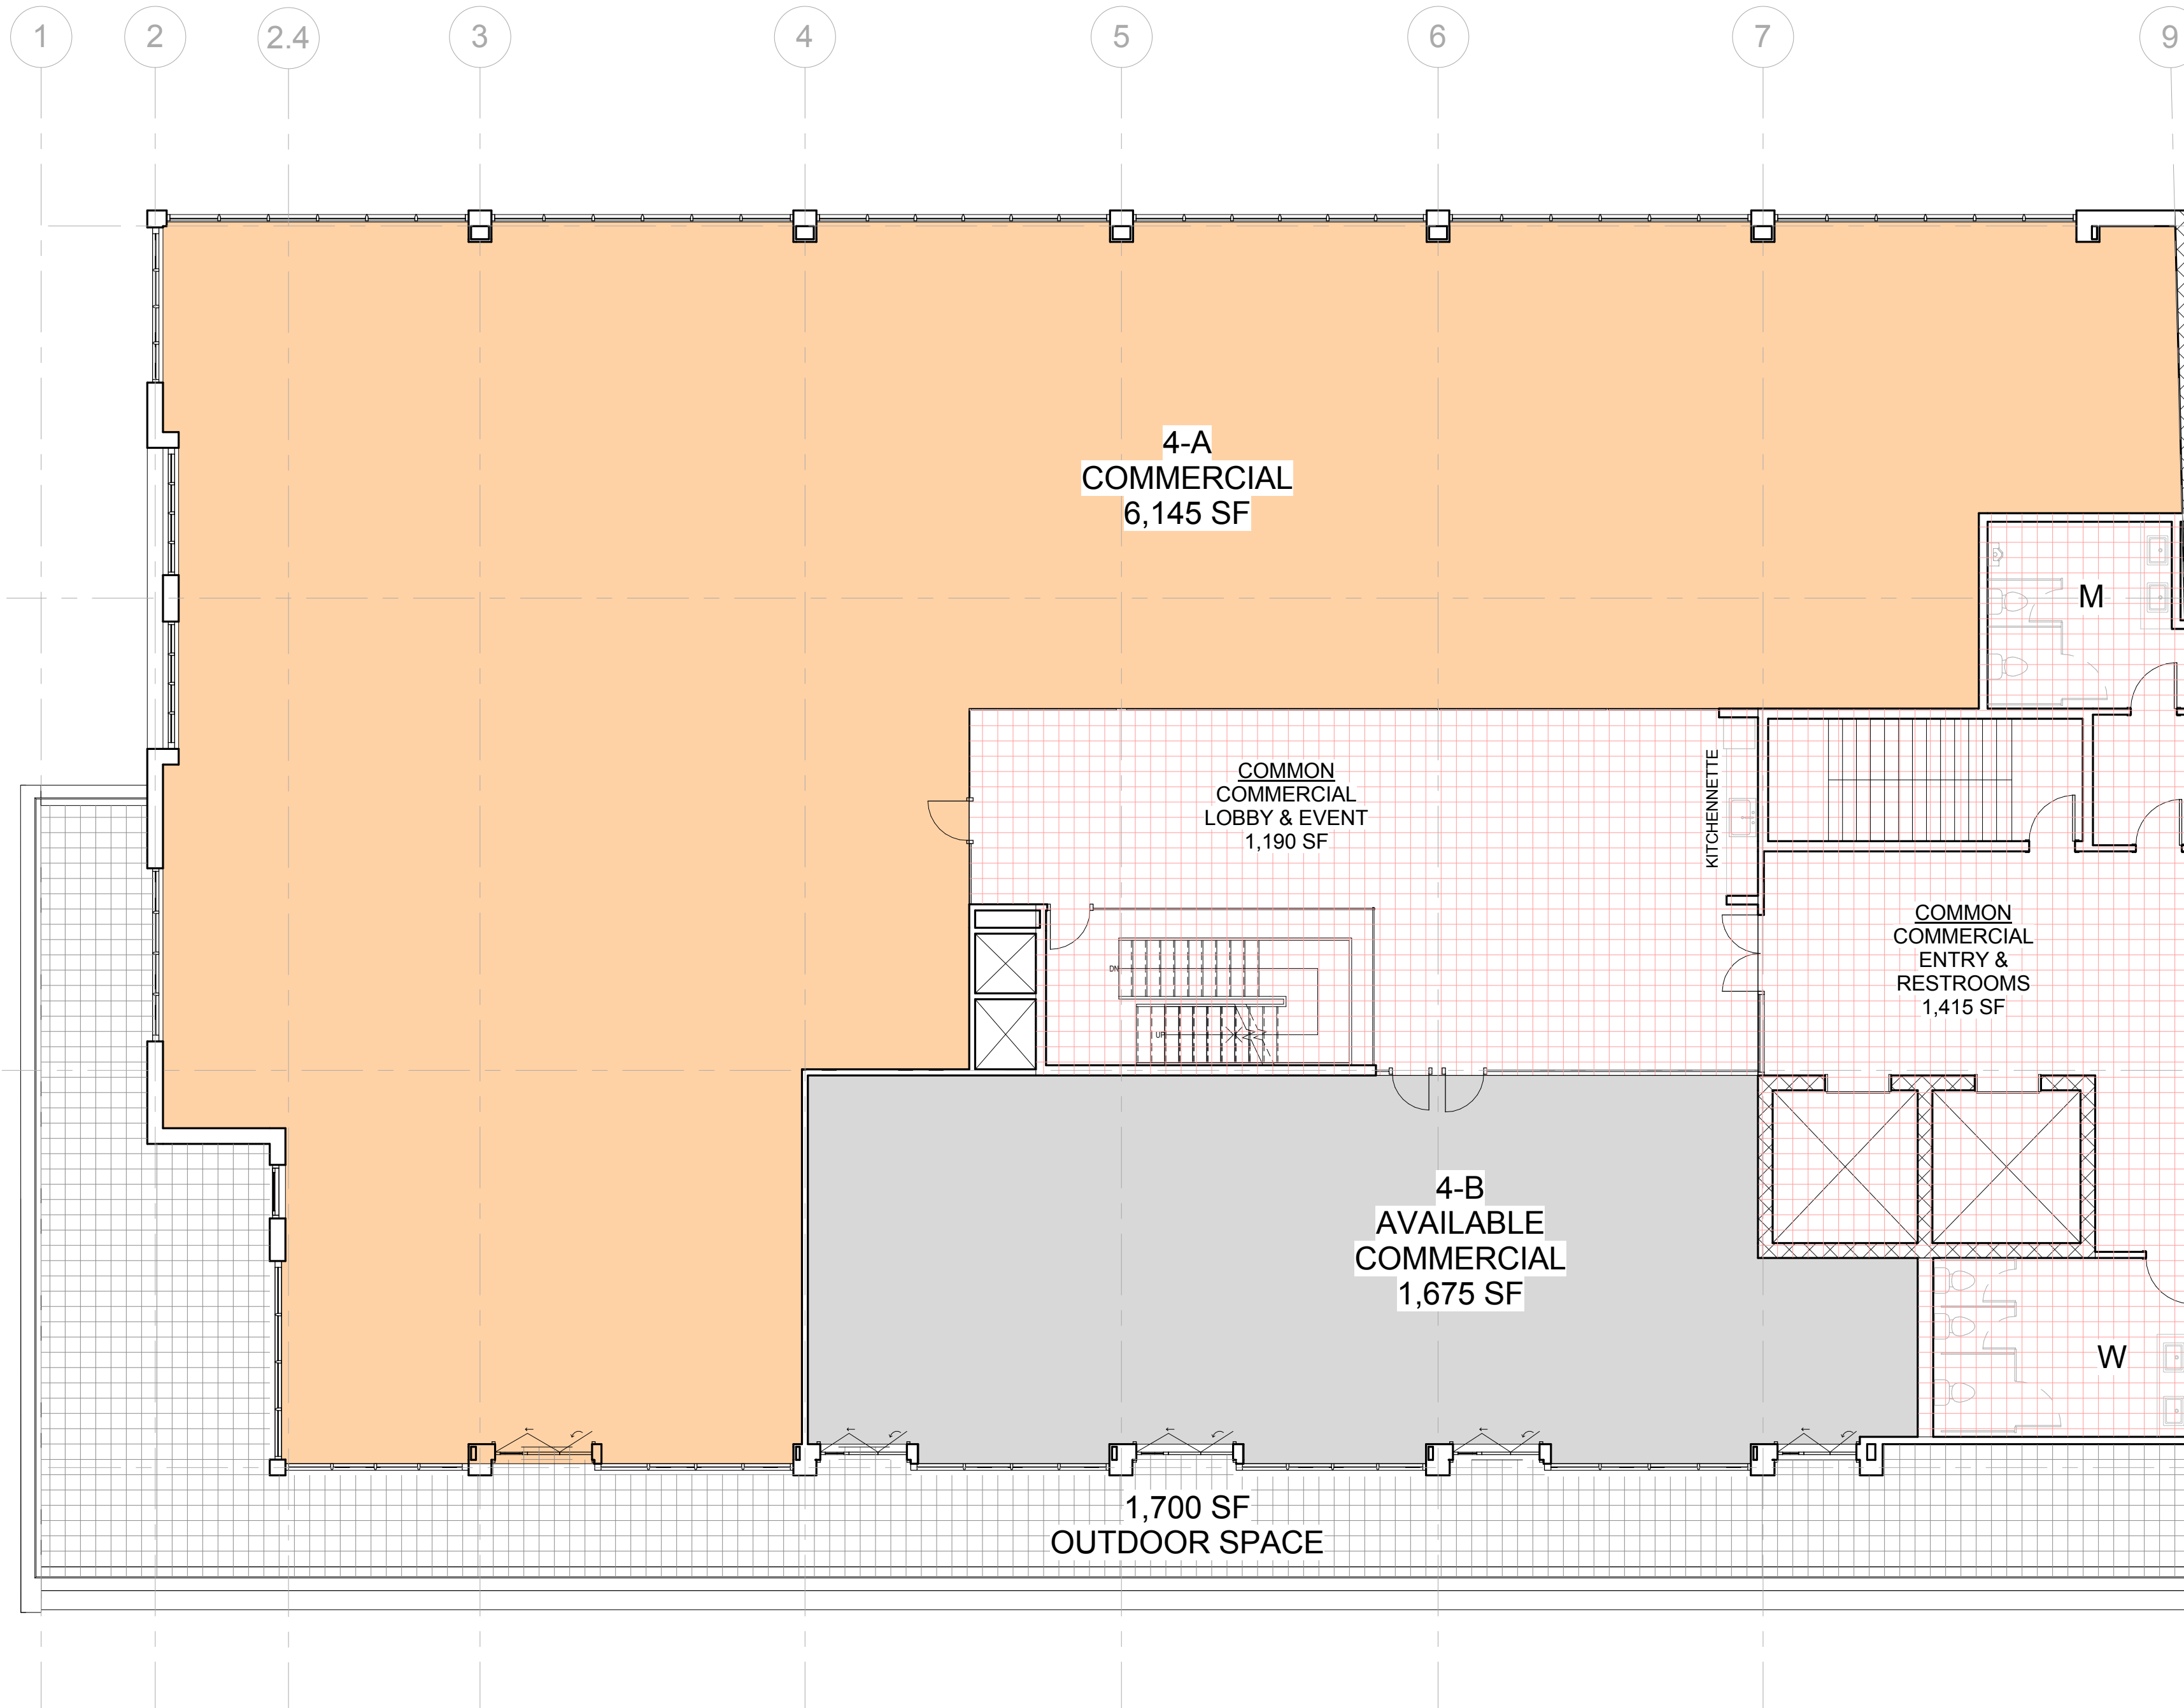 1
2
2.4
3
4
5
6
7
9
4-A
COMMERCIAL
6,145 SF
M
COMMON
COMMERCIAL
LOBBY & EVENT
1,190 SF
KITCHENNETTE
COMMON
COMMERCIAL
ENTRY &
RESTROOMS
1,415 SF
DN
UP
4-B
AVAILABLE
COMMERCIAL
1,675 SF
W
1,700 SF
OUTDOOR SPACE